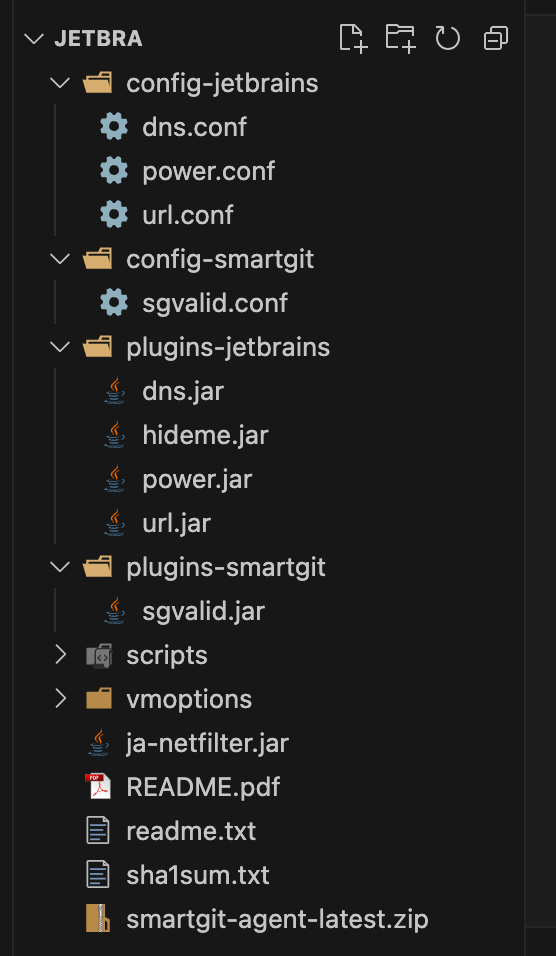 JETBRA
config-jetbrains
dns.conf
power.conf
url.conf
config-smartgit
sgvalid.conf
plugins-jetbrains
dns.jar
hideme.jar
power.jar
url.jar
plugins-smartgit
sgvalid.jar
scripts
vmoptions
ja-netfilter.jar
README.pdf
readme.txt
sha1sum.txt
smartgit-agent-latest.zip